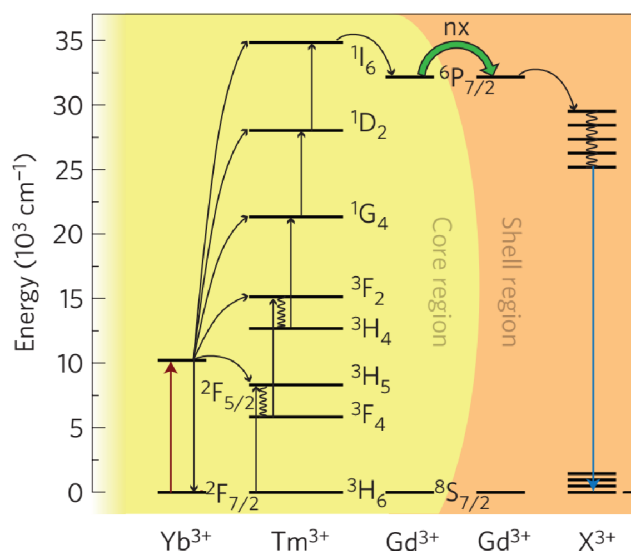 nx
35
30
25
20
15
10
5
0
Energy (10³ cm⁻¹)
¹I₆
⁶P₇/₂
¹D₂
¹G₄
³F₂
³H₄
³H₅
²F₅/₂
³F₄
²F₇/₂
³H₆
⁸S₇/₂
Core region
Shell region
Yb³⁺
Tm³⁺
Gd³⁺
Gd³⁺
X³⁺